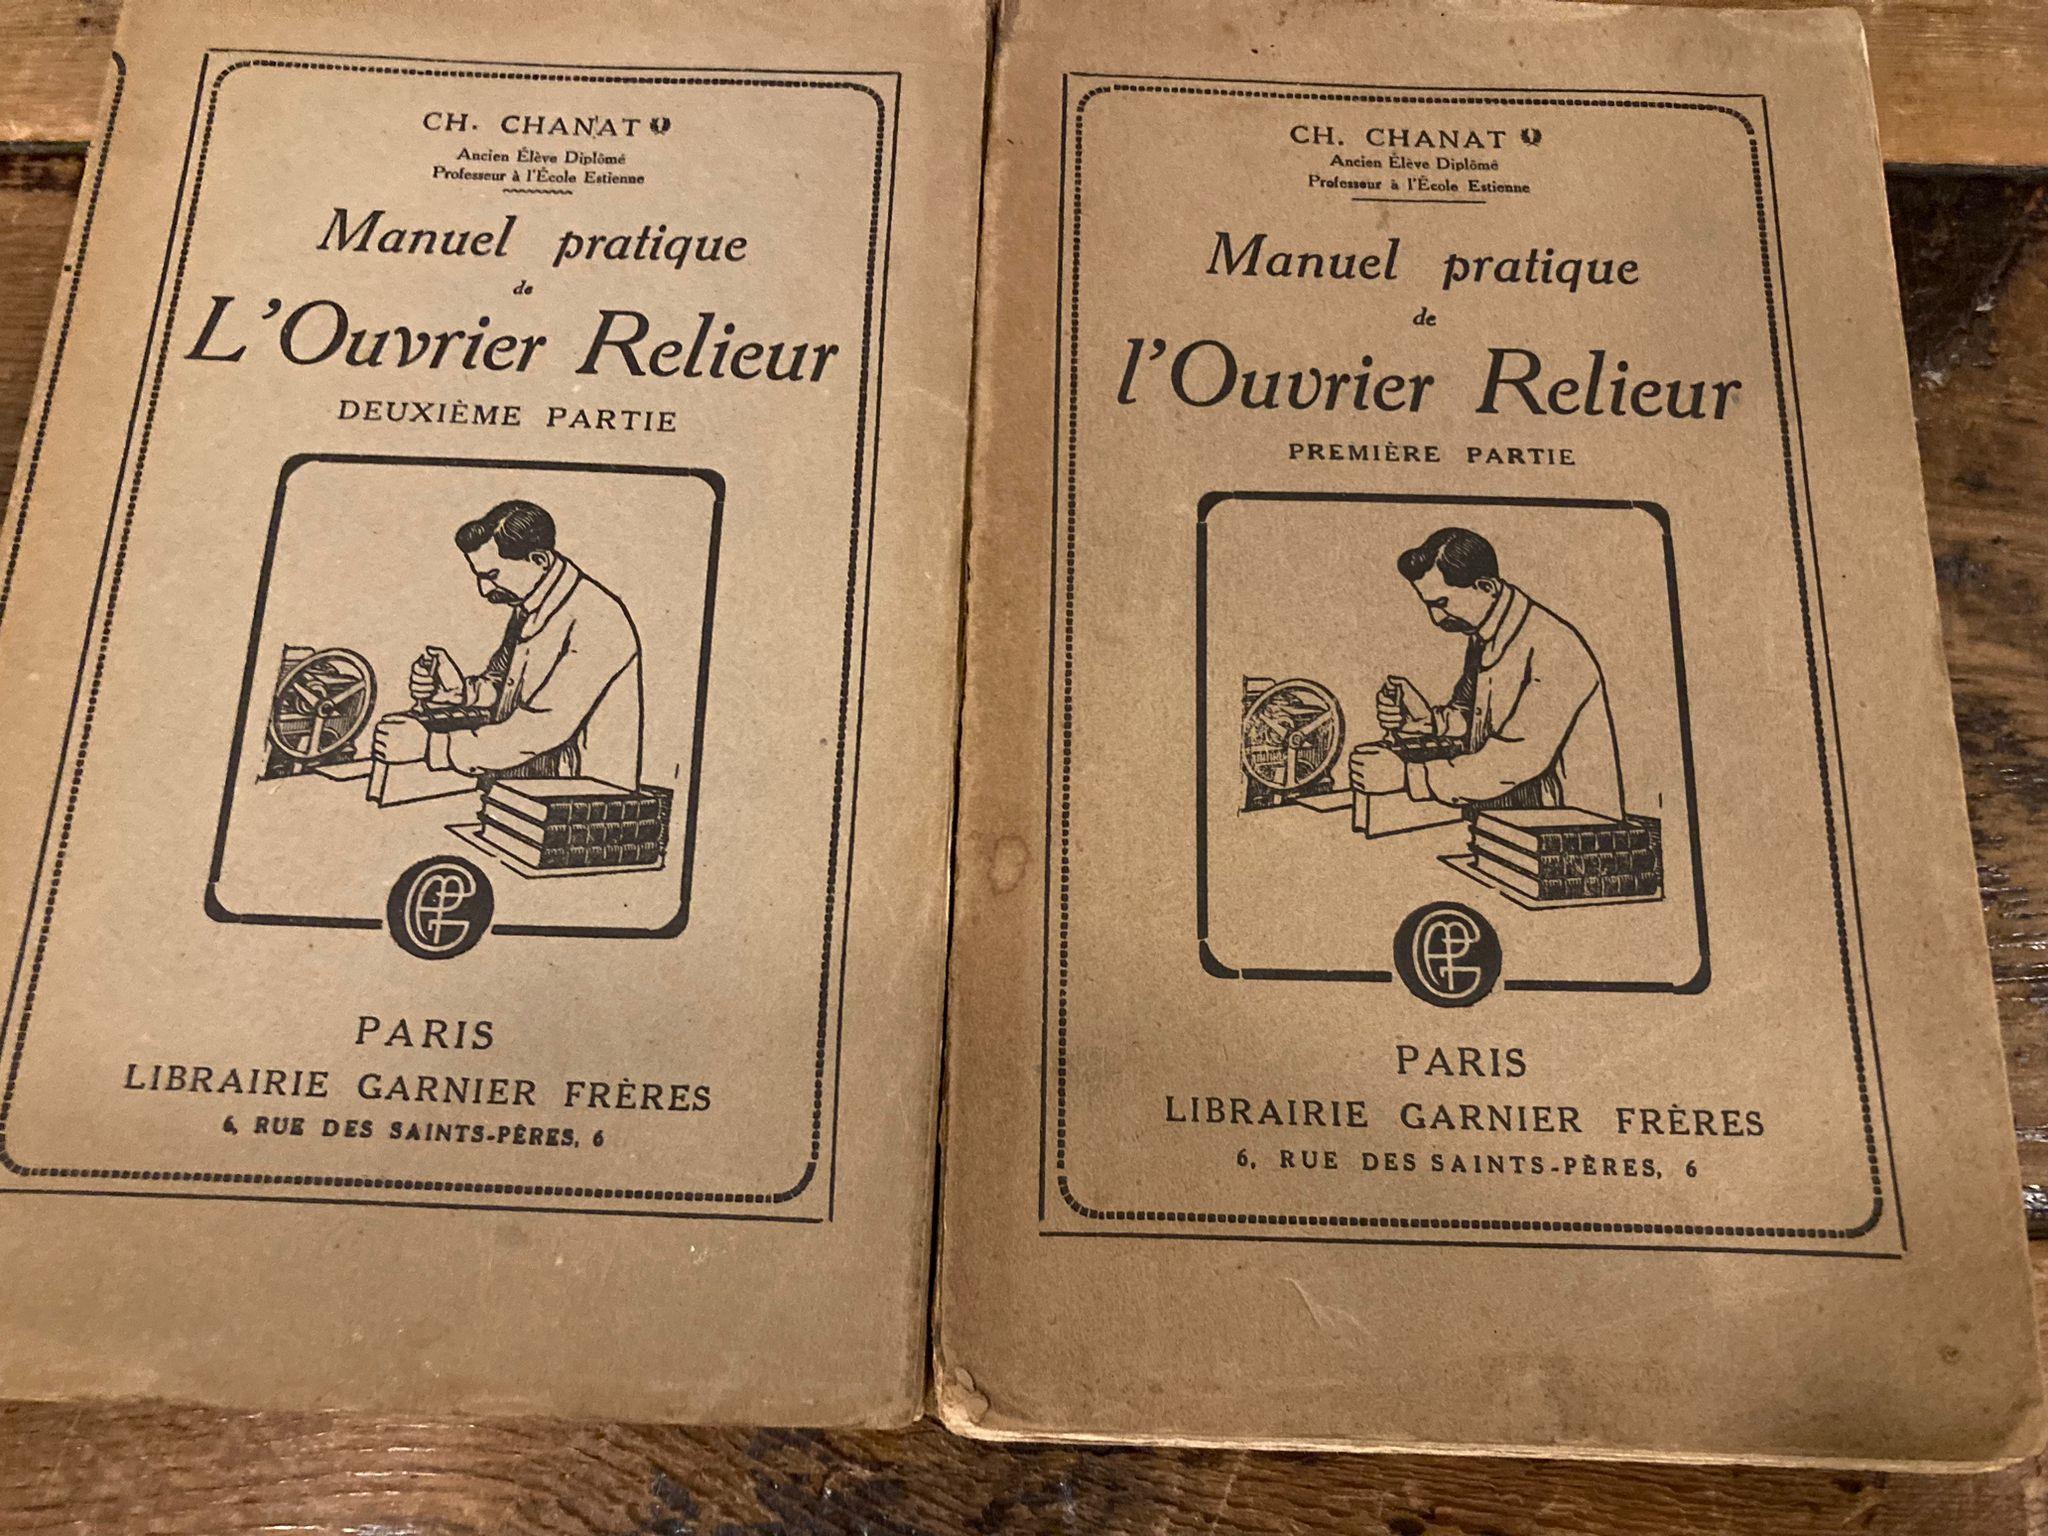 CH. CHANAT
Ancien Élève Diplômé
Professeur à l'École Estienne
Manuel pratique
de
L'Ouvrier Relieur
DEUXIÈME PARTIE
PARIS
LIBRAIRIE GARNIER FRÈRES
6, RUE DES SAINTS-PÈRES, 6
CH. CHANAT
Ancien Élève Diplômé
Professeur à l'École Estienne
Manuel pratique
de
l'Ouvrier Relieur
PREMIÈRE PARTIE
PARIS
LIBRAIRIE GARNIER FRÈRES
6, RUE DES SAINTS-PÈRES, 6